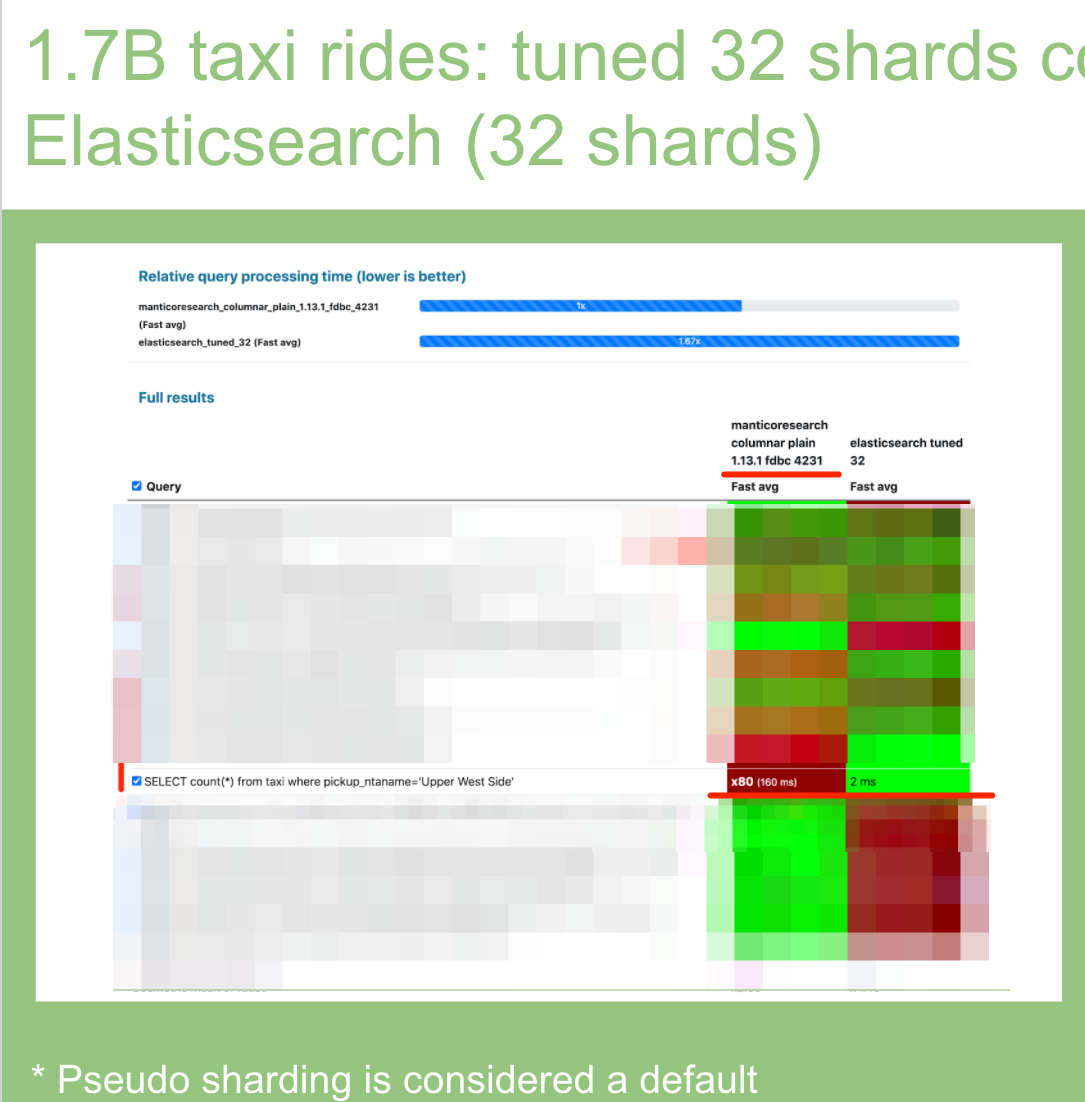 1.7B taxi rides: tuned 32 shards
Elasticsearch (32 shards)
Relative query processing time (lower is better)
manticoresearch_columnar_plain_1.13.1_fdbc_4231
(Fast avg)
1x
elasticsearch_tuned_32 (Fast avg)
1.67x
Full results
manticoresearch
columnar plain
1.13.1 fdbc 4231
elasticsearch tuned
32
Query
Fast avg
Fast avg
SELECT count(*) from taxi where pickup_ntaname='Upper West Side'
x80 (160 ms)
2 ms
* Pseudo sharding is considered a default